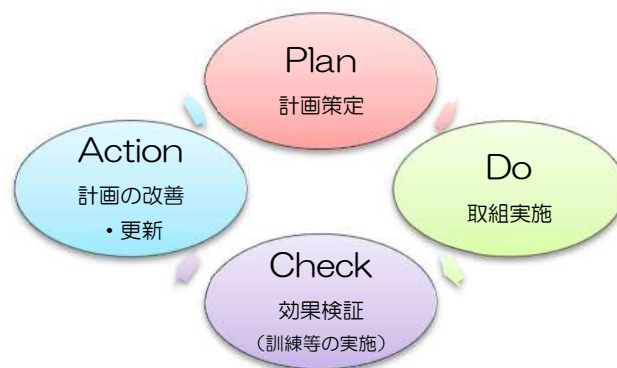 Plan
計画策定
Do
取組実施
Check
効果検証
（訓練等の実施）
Action
計画の改善
・更新